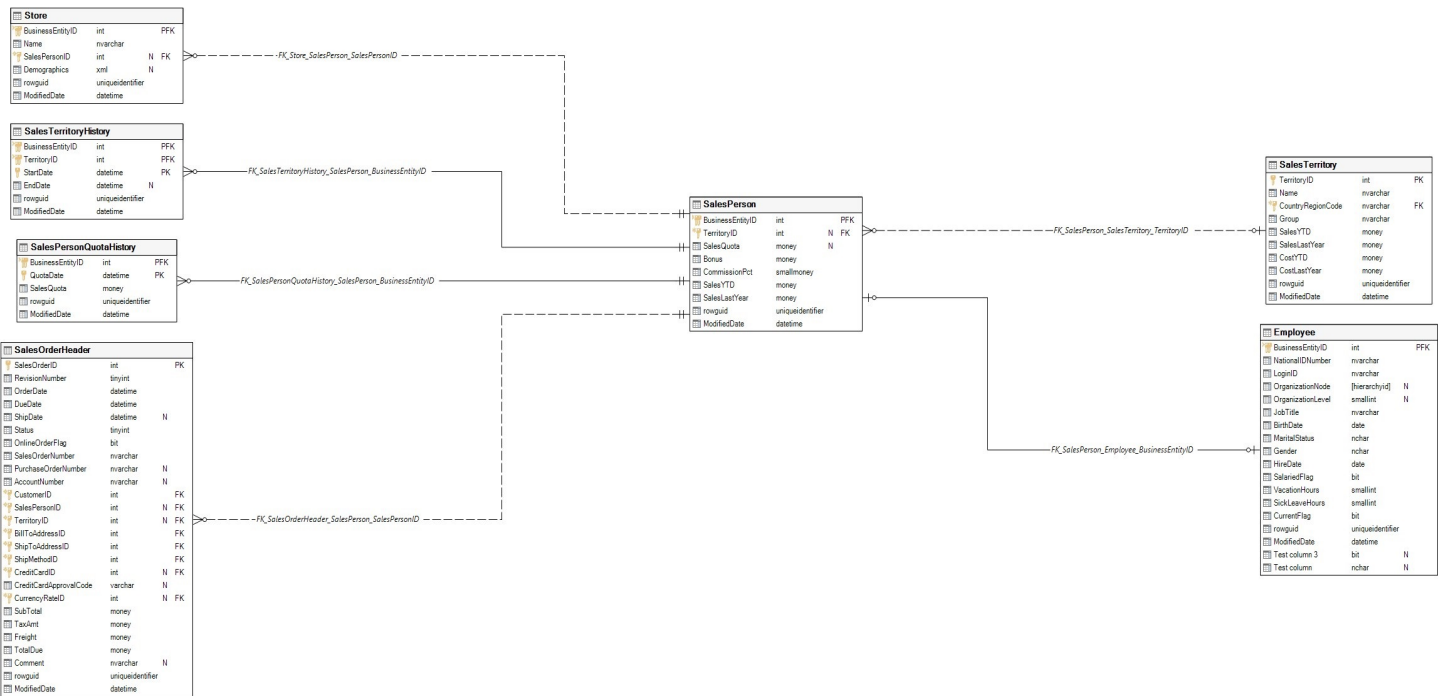 Store
BusinessEntityID int PFK
Name nvarchar
SalesPersonID int N FK
Demographics xml N
rowguid uniqueidentifier
ModifiedDate datetime
FK_Store_SalesPerson_SalesPersonID
SalesTerritoryHistory
BusinessEntityID int PFK
TerritoryID int PFK
StartDate datetime PK
EndDate datetime N
rowguid uniqueidentifier
ModifiedDate datetime
FK_SalesTerritoryHistory_SalesPerson_BusinessEntityID
SalesPersonQuotaHistory
BusinessEntityID int PFK
QuotaDate datetime PK
SalesQuota money
rowguid uniqueidentifier
ModifiedDate datetime
FK_SalesPersonQuotaHistory_SalesPerson_BusinessEntityID
SalesOrderHeader
SalesOrderID int PK
RevisionNumber tinyint
OrderDate datetime
DueDate datetime
ShipDate datetime N
Status tinyint
OnlineOrderFlag bit
SalesOrderNumber nvarchar
PurchaseOrderNumber nvarchar N
AccountNumber nvarchar N
CustomerID int FK
SalesPersonID int N FK
TerritoryID int N FK
BillToAddressID int FK
ShipToAddressID int FK
ShipMethodID int FK
CreditCardID int N FK
CreditCardApprovalCode varchar N
CurrencyRateID int N FK
SubTotal money
TaxAmt money
Freight money
TotalDue money
Comment nvarchar N
rowguid uniqueidentifier
ModifiedDate datetime
FK_SalesOrderHeader_SalesPerson_SalesPersonID
SalesPerson
BusinessEntityID int PFK
TerritoryID int N FK
SalesQuota money N
Bonus money
CommissionPct smallmoney
SalesYTD money
SalesLastYear money
rowguid uniqueidentifier
ModifiedDate datetime
FK_SalesPerson_SalesTerritory_TerritoryID
SalesTerritory
TerritoryID int PK
Name nvarchar
CountryRegionCode nvarchar FK
Group nvarchar
SalesYTD money
SalesLastYear money
CostYTD money
CostLastYear money
rowguid uniqueidentifier
ModifiedDate datetime
FK_SalesPerson_Employee_BusinessEntityID
Employee
BusinessEntityID int PFK
NationalIDNumber nvarchar
LoginID nvarchar
OrganizationNode [hierarchyid] N
OrganizationLevel smallint N
JobTitle nvarchar
BirthDate date
MaritalStatus nchar
Gender nchar
HireDate date
SalariedFlag bit
VacationHours smallint
SickLeaveHours smallint
CurrentFlag bit
rowguid uniqueidentifier
ModifiedDate datetime
Test column 3 bit N
Test column nchar N